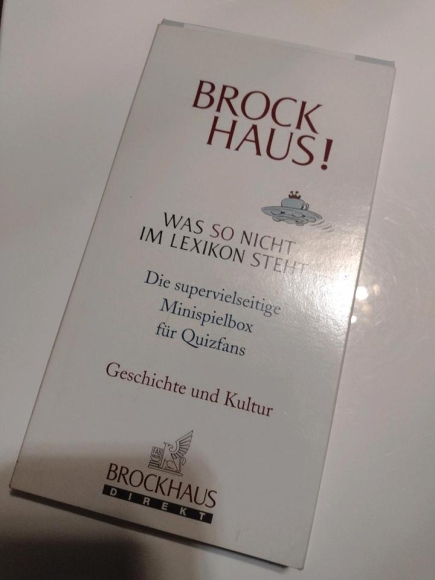 BROCK
HAUS!
WAS SO NICHT
IM LEXIKON STEHT
Die supervielseitige
Minispielbox
für Quizfans
Geschichte und Kultur
BROCKHAUS
DIREKT